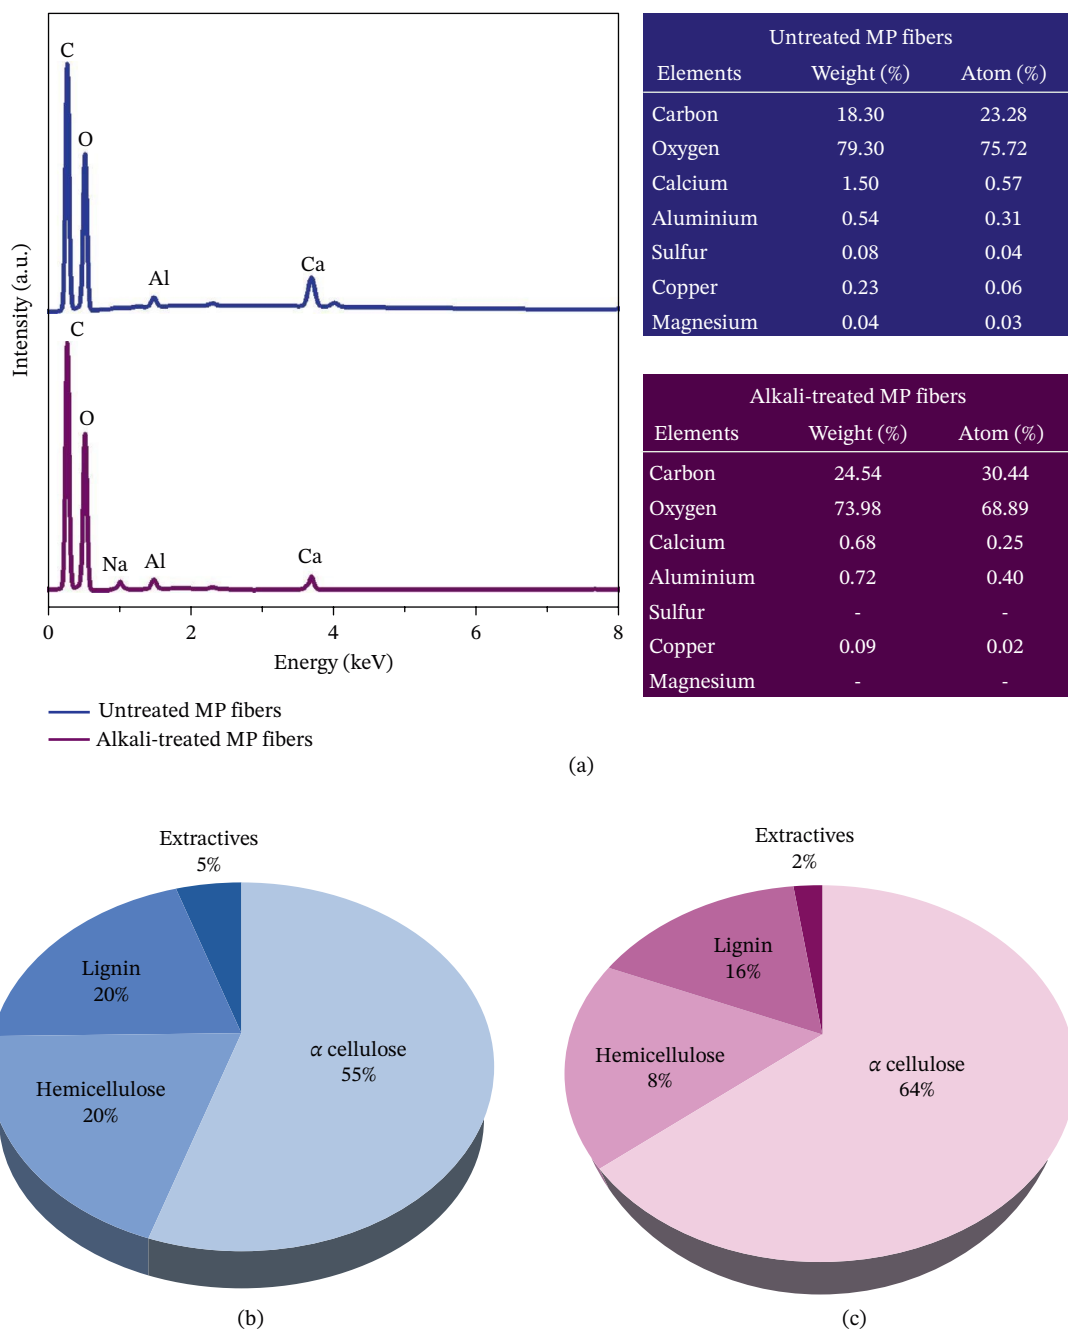 C
O
Al
Ca
C
O
Na
Al
Ca
Intensity (a.u.)
0 2 4 6 8
Energy (keV)
Untreated MP fibers
Alkali-treated MP fibers
Untreated MP fibers
Elements Weight (%) Atom (%)
Carbon 18.30 23.28
Oxygen 79.30 75.72
Calcium 1.50 0.57
Aluminium 0.54 0.31
Sulfur 0.08 0.04
Copper 0.23 0.06
Magnesium 0.04 0.03
Alkali-treated MP fibers
Elements Weight (%) Atom (%)
Carbon 24.54 30.44
Oxygen 73.98 68.89
Calcium 0.68 0.25
Aluminium 0.72 0.40
Sulfur - -
Copper 0.09 0.02
Magnesium - -
(a)
Extractives
5%
Lignin
20%
Hemicellulose
20%
α cellulose
55%
(b)
Extractives
2%
Lignin
16%
Hemicellulose
8%
α cellulose
64%
(c)